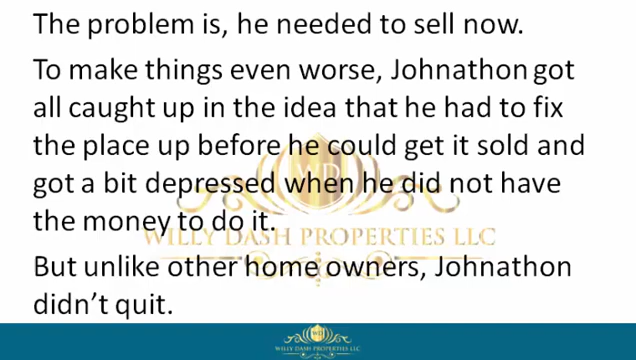 The problem is, he needed to sell now.
To make things even worse, Johnathon got
all caught up in the idea that he had to fix
the place up before he could get it sold and
got a bit depressed when he did not have
the money to do it.
WILLY DASH PROPERTIES LLC
But unlike other home owners, Johnathon
didn't quit.
WILLY DASH PROPERTIES LLC